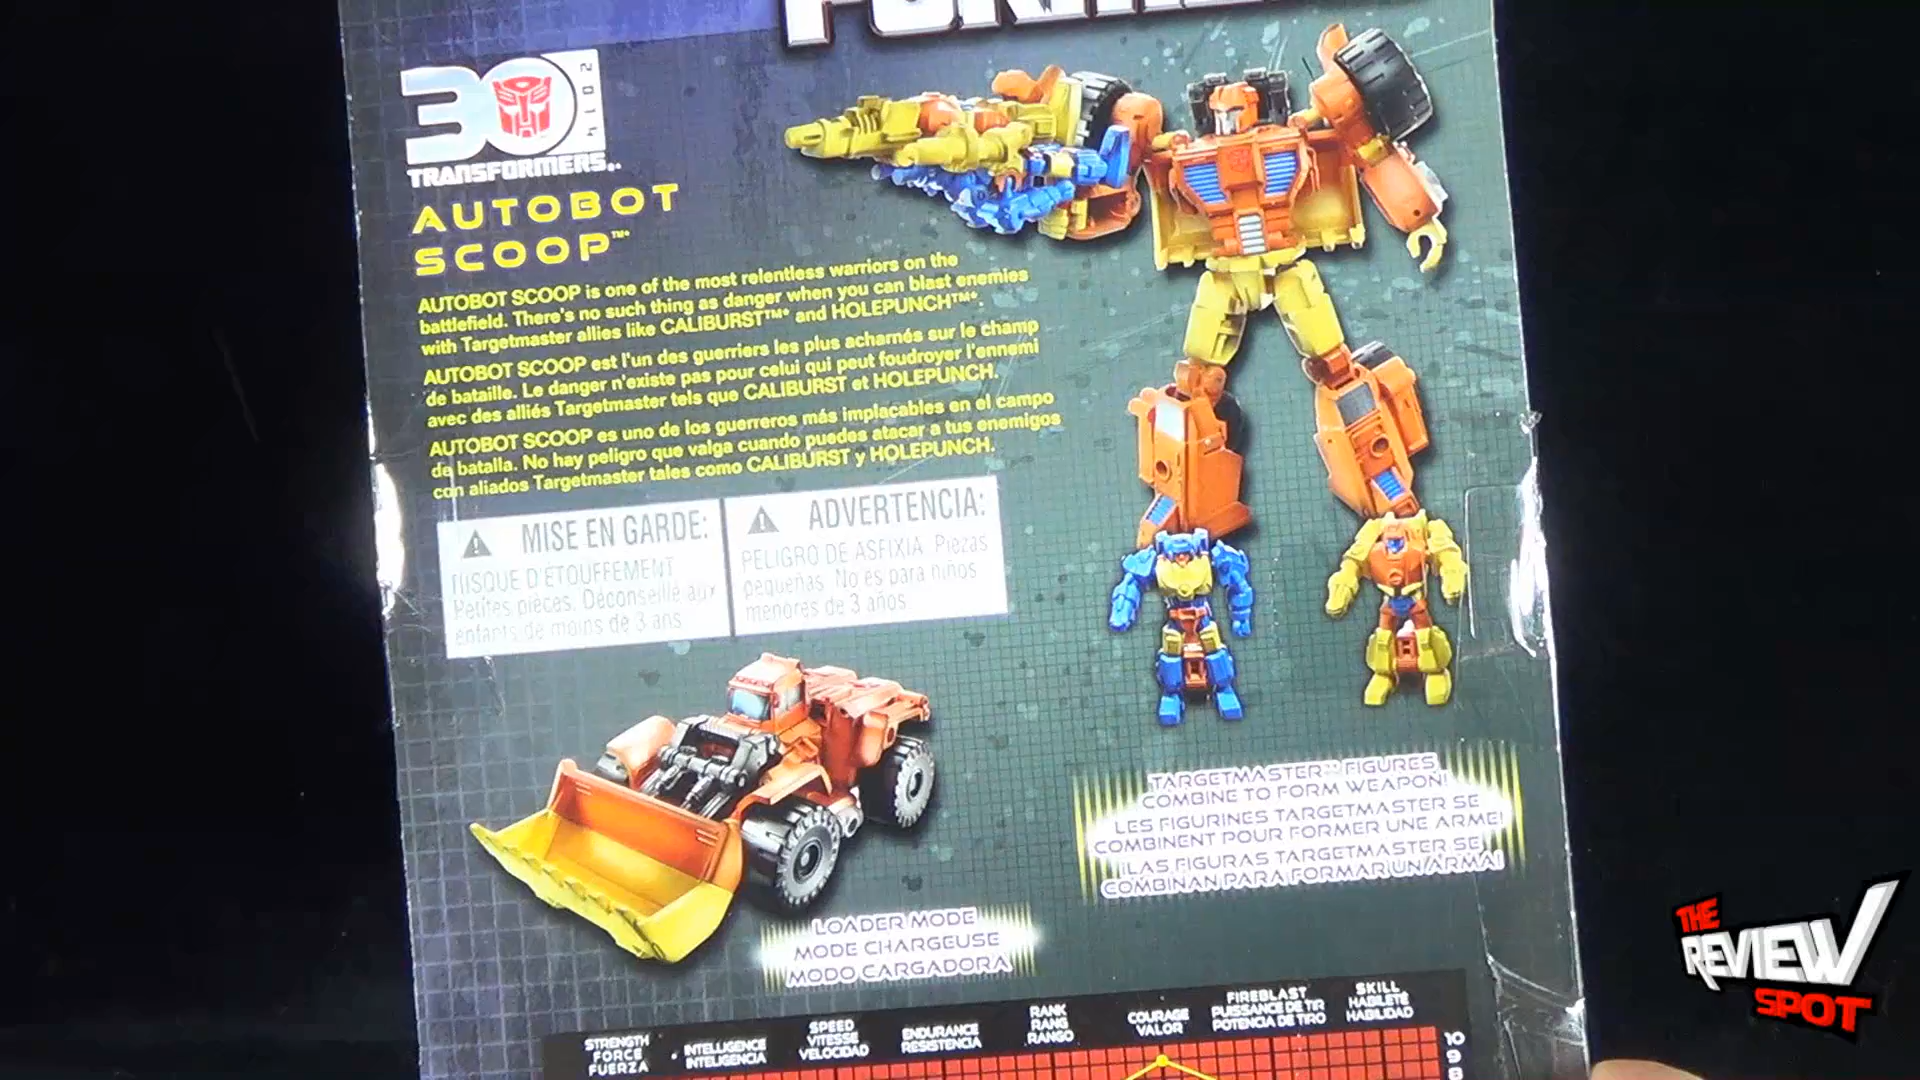 30
2014
TRANSFORMERS
AUTOBOT
SCOOP™*
AUTOBOT SCOOP is one of the most relentless warriors on the
battlefield. There's no such thing as danger when you can blast enemies
with Targetmaster allies like CALIBURST™* and HOLEPUNCH™*.
AUTOBOT SCOOP est l'un des guerriers les plus acharnés sur le champ
de bataille. Le danger n'existe pas pour celui qui peut foudroyer l'ennemi
avec des alliés Targetmaster tels que CALIBURST et HOLEPUNCH.
AUTOBOT SCOOP es uno de los guerreros más implacables en el campo
de batalla. No hay peligro que valga cuando puedes atacar a tus enemigos
con aliados Targetmaster tales como CALIBURST y HOLEPUNCH.
⚠ MISE EN GARDE:
RISQUE D'ÉTOUFFEMENT
Petites pièces. Déconseillé aux
enfants de moins de 3 ans.
⚠ ADVERTENCIA:
PELIGRO DE ASFIXIA. Piezas
pequeñas. No es para niños
menores de 3 años.
TARGETMASTER™ FIGURES
COMBINE TO FORM WEAPON!
LES FIGURINES TARGETMASTER SE
COMBINENT POUR FORMER UNE ARME!
¡LAS FIGURAS TARGETMASTER SE
COMBINAN PARA FORMAR UN ARMA!
LOADER MODE
MODE CHARGEUSE
MODO CARGADORA
STRENGTH
FORCE
FUERZA
INTELLIGENCE
INTELIGENCIA
SPEED
VITESSE
VELOCIDAD
ENDURANCE
RESISTENCIA
RANK
RANG
RANGO
COURAGE
VALOR
FIREBLAST
PUISSANCE DE TIR
POTENCIA DE TIRO
SKILL
HABILETÉ
HABILIDAD
10
9
8
THE
REVIEW
SPOT